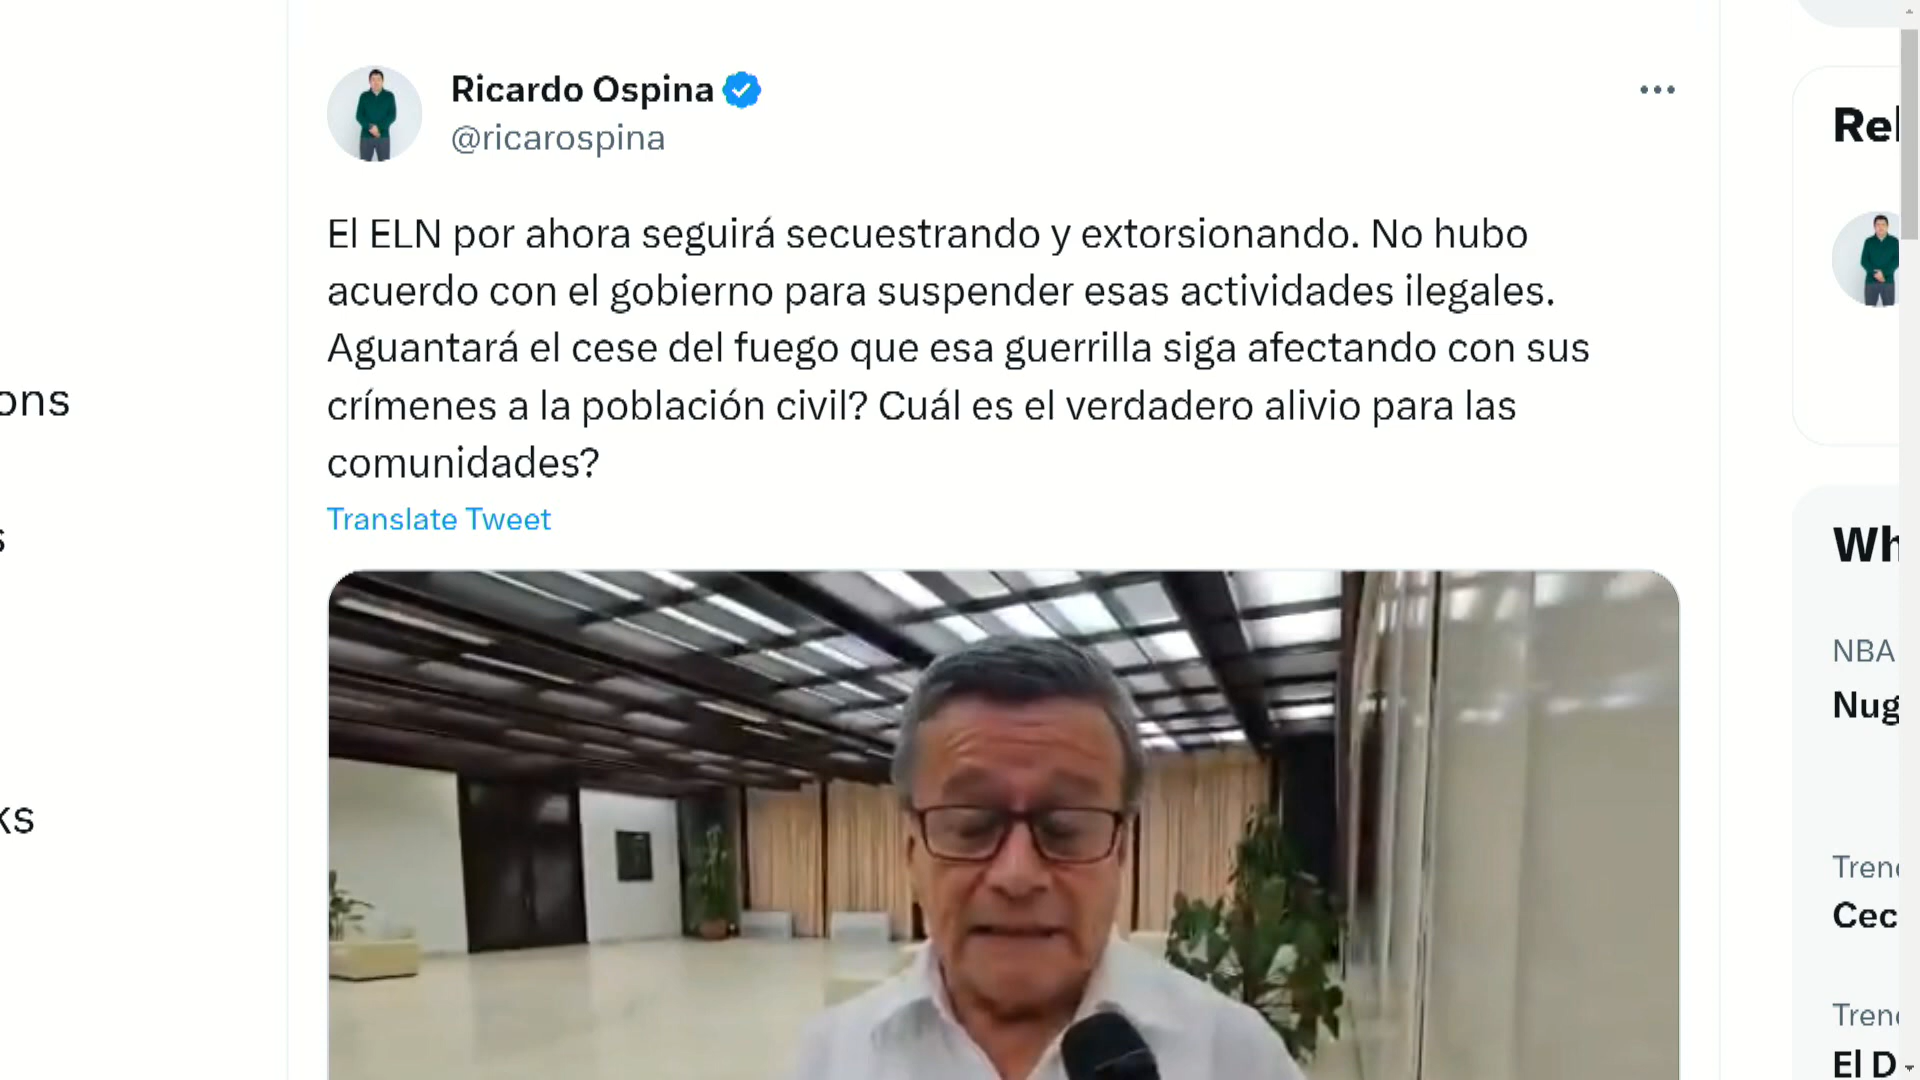 Ricardo Ospina
@ricarospina
El ELN por ahora seguirá secuestrando y extorsionando. No hubo
acuerdo con el gobierno para suspender esas actividades ilegales.
Aguantará el cese del fuego que esa guerrilla siga afectando con sus
crímenes a la población civil? Cuál es el verdadero alivio para las
comunidades?
Translate Tweet
NBA